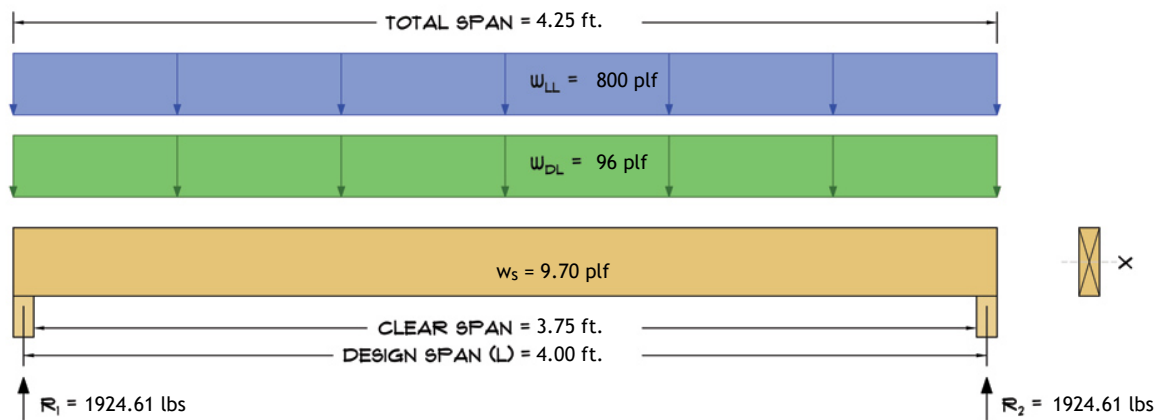 TOTAL SPAN = 4.25 ft.
WLL = 800 plf
WDL = 96 plf
ws = 9.70 plf
X
CLEAR SPAN = 3.75 ft.
DESIGN SPAN (L) = 4.00 ft.
R1 = 1924.61 lbs
R2 = 1924.61 lbs